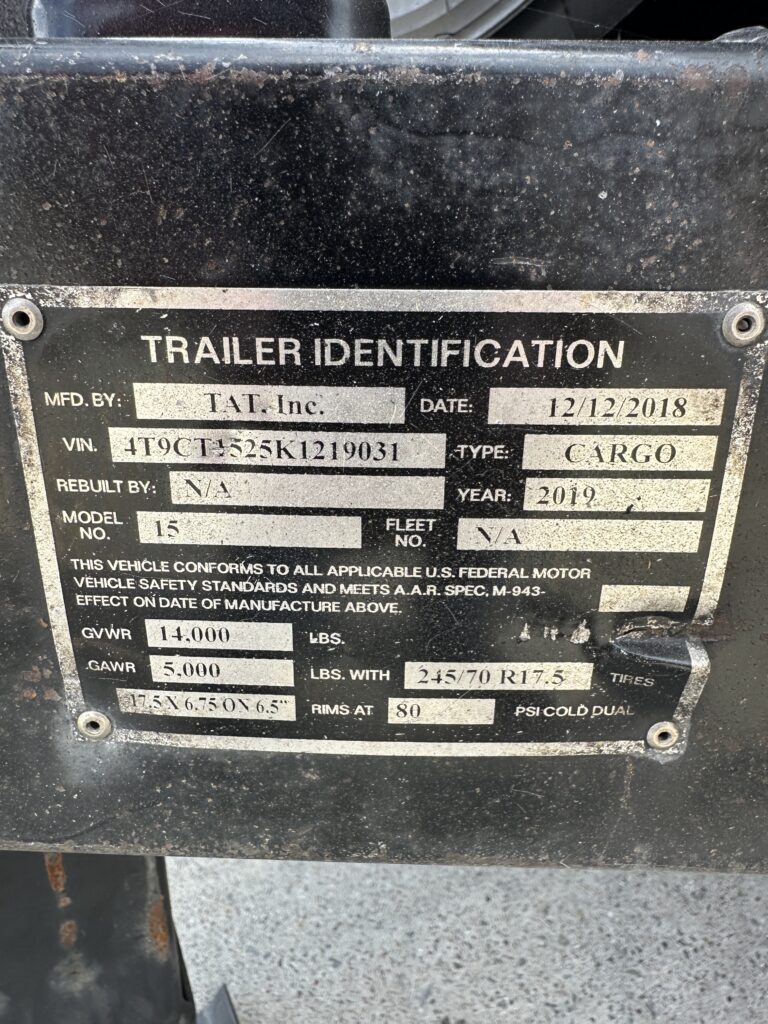 TRAILER IDENTIFICATION
MFD. BY: TAT. Inc. DATE: 12/12/2018
VIN. TYPE: CARGO
REBUILT BY: N/A YEAR: 2019
MODEL NO. 15 FLEET NO. N/A
THIS VEHICLE CONFORMS TO ALL APPLICABLE U.S. FEDERAL MOTOR
VEHICLE SAFETY STANDARDS AND MEETS A.A.R. SPEC. M-943-
EFFECT ON DATE OF MANUFACTURE ABOVE.
GVWR 14,000 LBS.
GAWR 5,000 LBS. WITH 245/70 R17.5 TIRES
17.5 X 6.75 ON 6.5" RIMS AT 80 PSI COLD DUAL